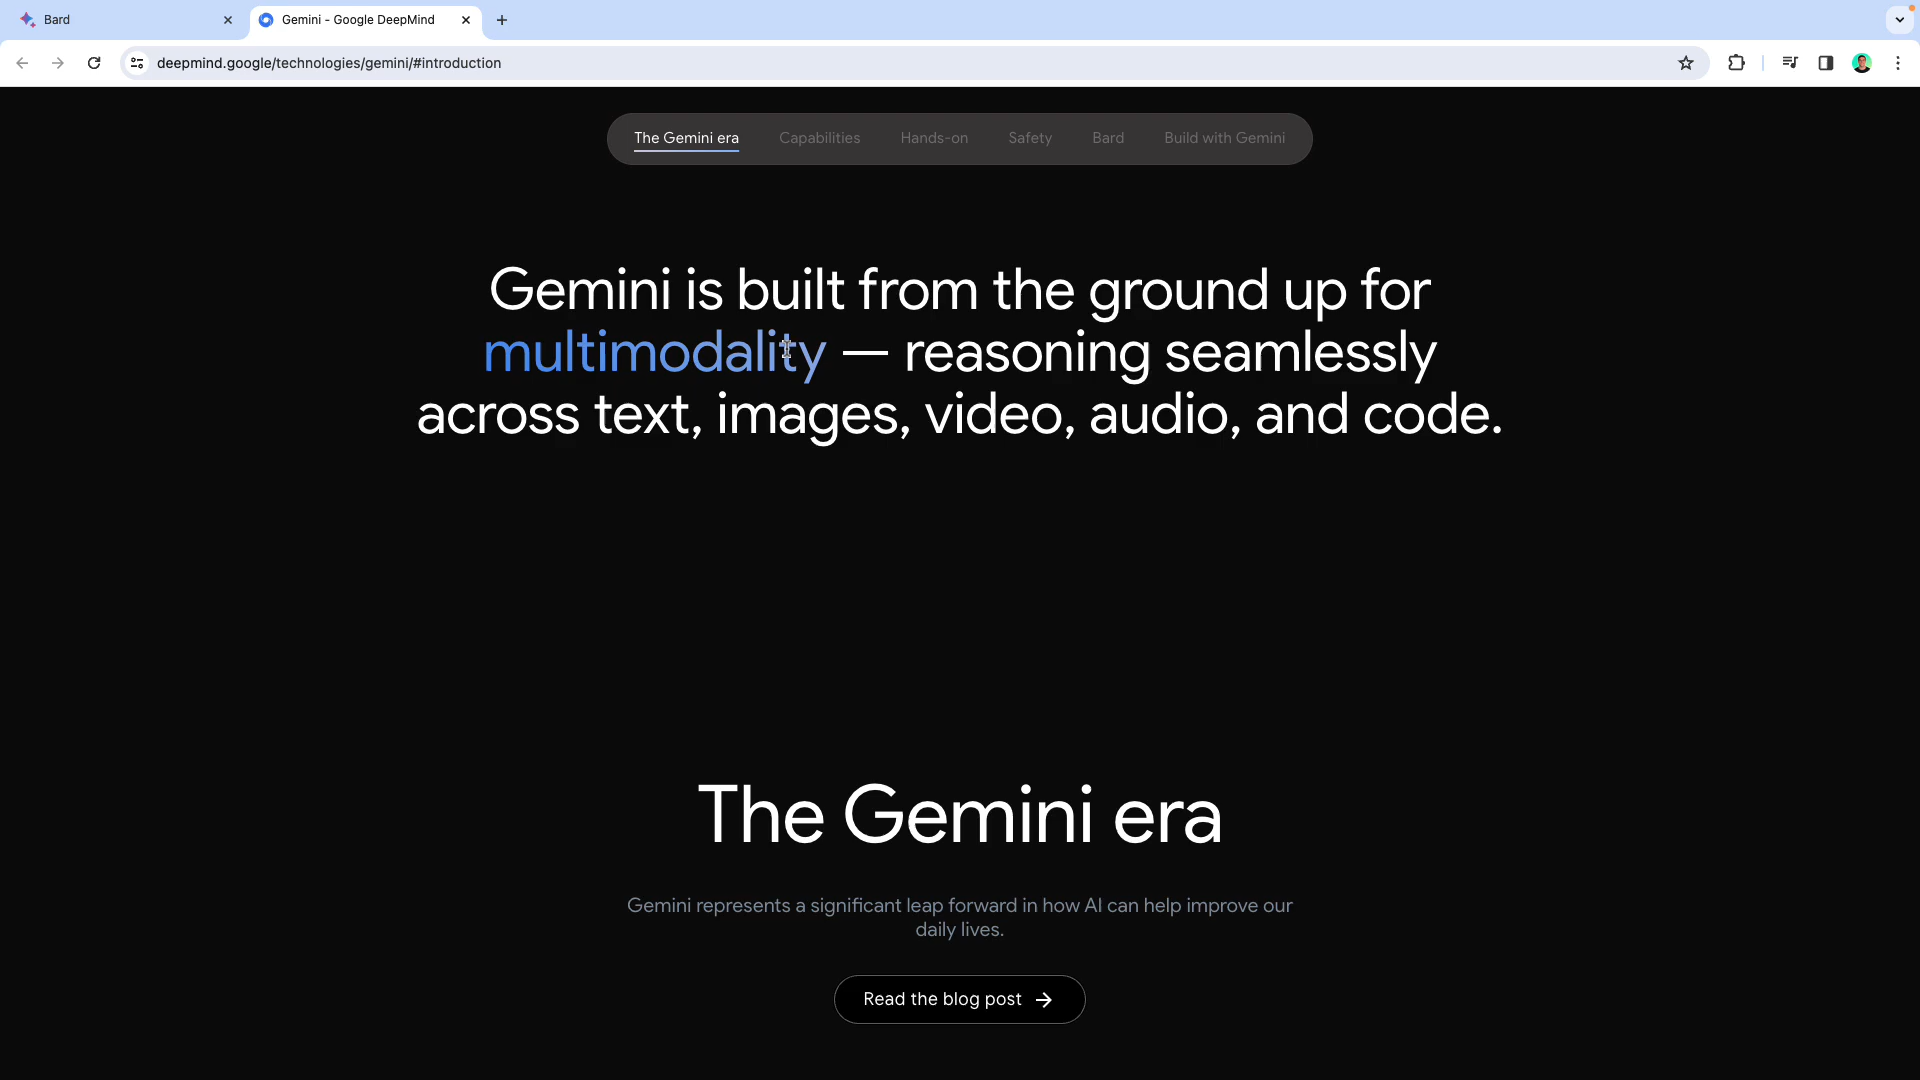 Bard
Gemini - Google DeepMind
deepmind.google/technologies/gemini/#introduction
The Gemini era Capabilities Hands-on Safety Bard Build with Gemini
Gemini is built from the ground up for
multimodality — reasoning seamlessly
across text, images, video, audio, and code.
The Gemini era
Gemini represents a significant leap forward in how AI can help improve our
daily lives.
Read the blog post